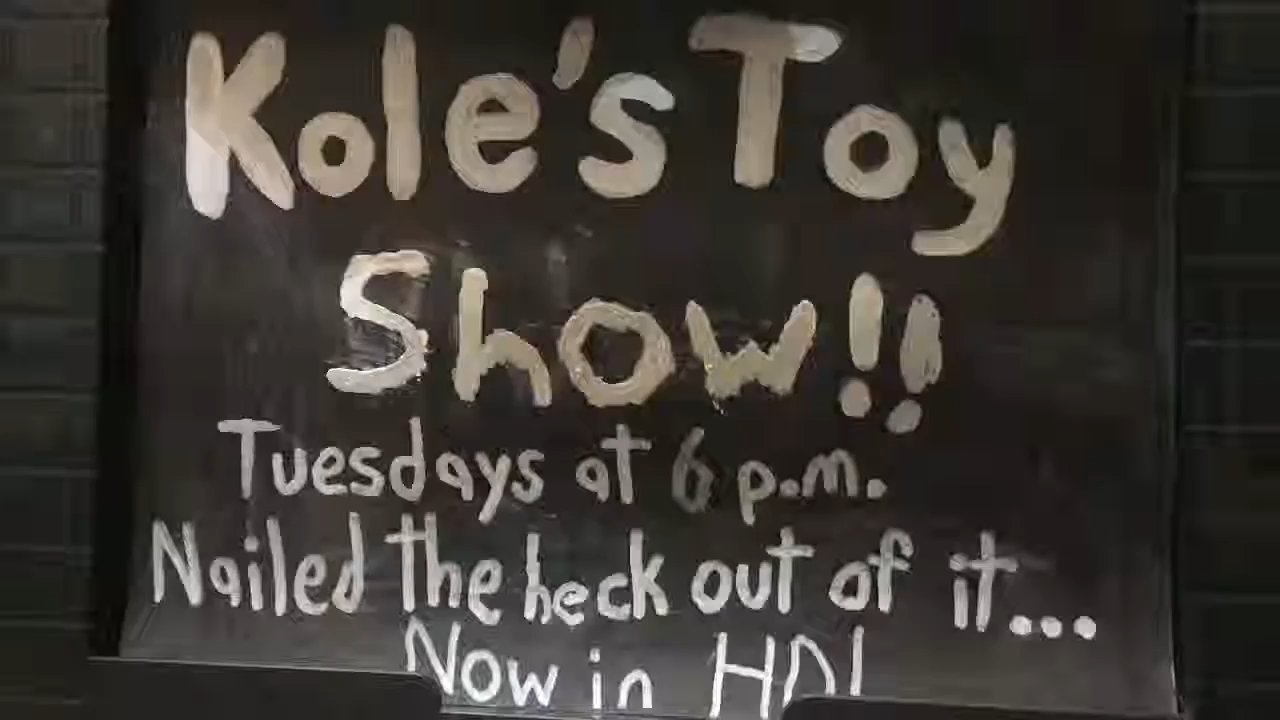 Kole's Toy
Show!!
Tuesdays at 6 p.m.
Nailed the heck out of it...
Now in HD!